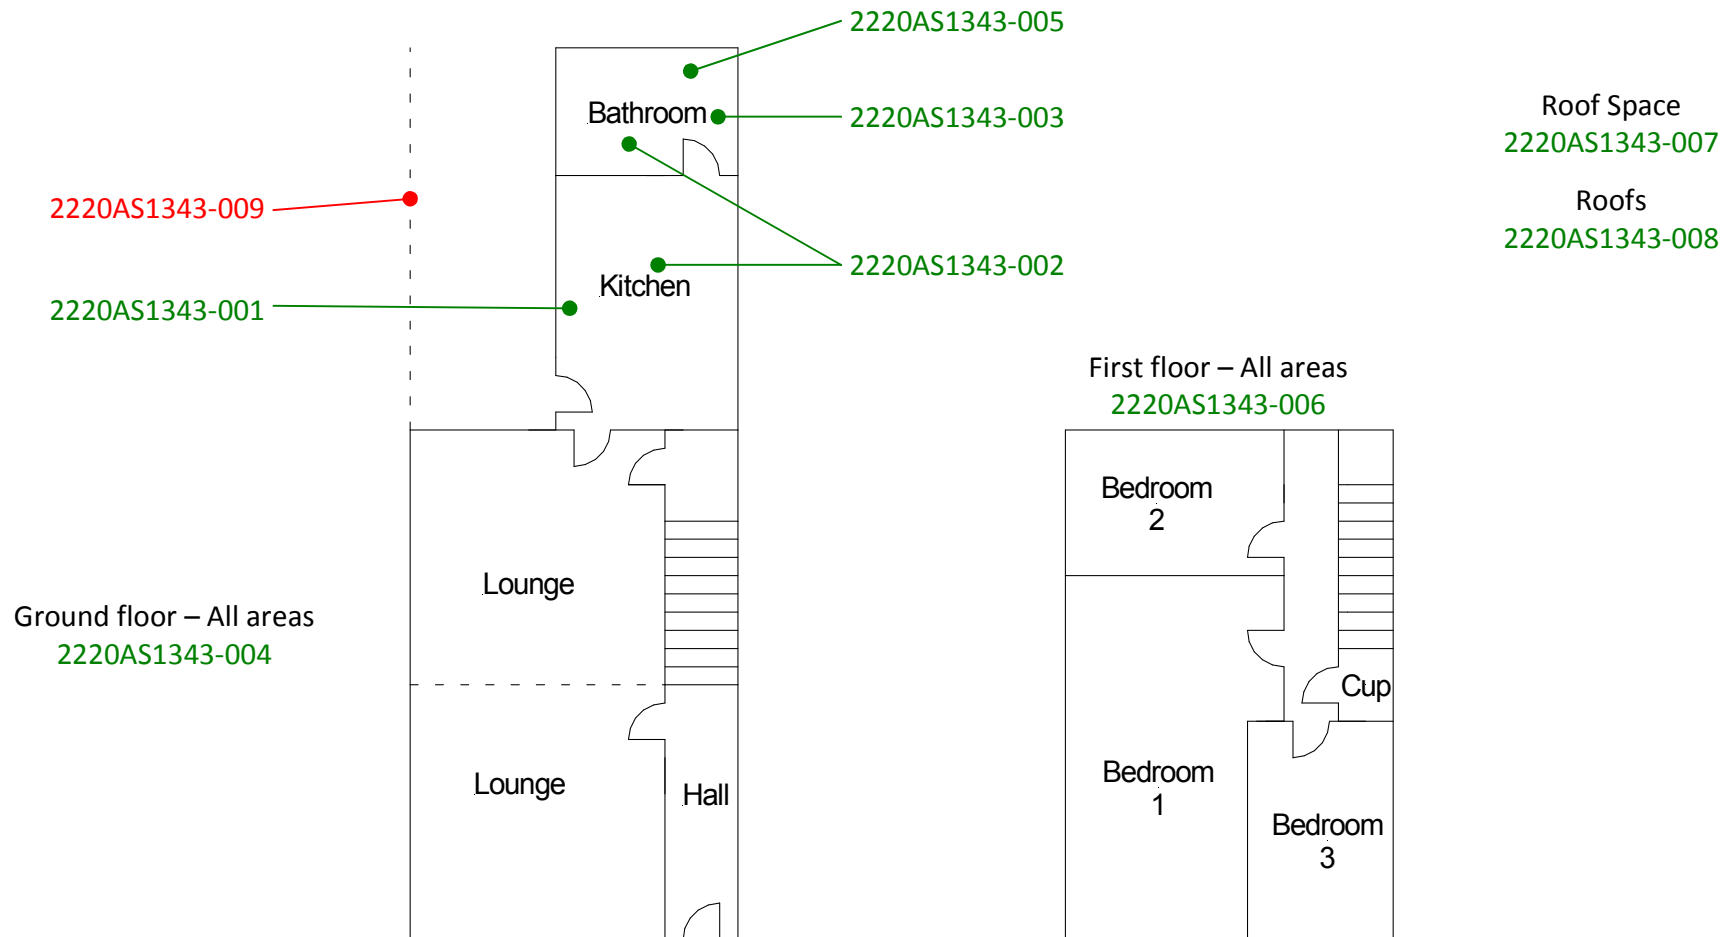 2220AS1343-005
Bathroom
2220AS1343-003
Roof Space
2220AS1343-007
2220AS1343-009
Roofs
2220AS1343-008
2220AS1343-002
Kitchen
2220AS1343-001
First floor – All areas
2220AS1343-006
Bedroom
2
Lounge
Ground floor – All areas
2220AS1343-004
Cup
Lounge
Hall
Bedroom
1
Bedroom
3